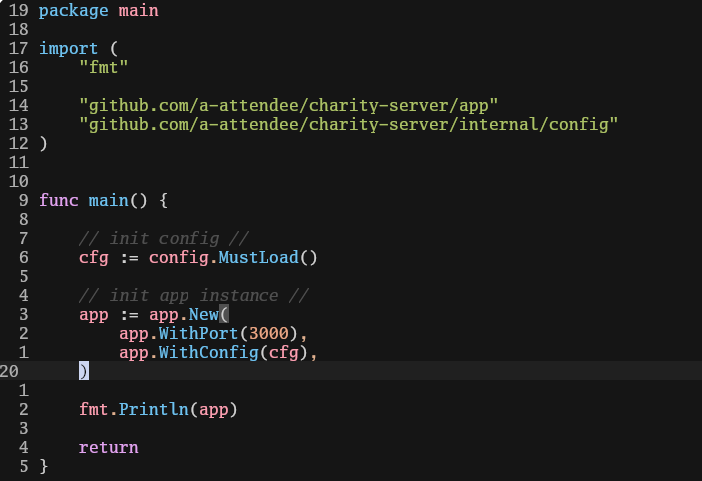 19 package main
18
17 import (
16     "fmt"
15
14     "github.com/a-attendee/charity-server/app"
13     "github.com/a-attendee/charity-server/internal/config"
12 )
11
10
9 func main() {
8
7     // init config //
6     cfg := config.MustLoad()
5
4     // init app instance //
3     app := app.New(
2         app.WithPort(3000),
1         app.WithConfig(cfg),
20     )
1
2     fmt.Println(app)
3
4     return
5 }